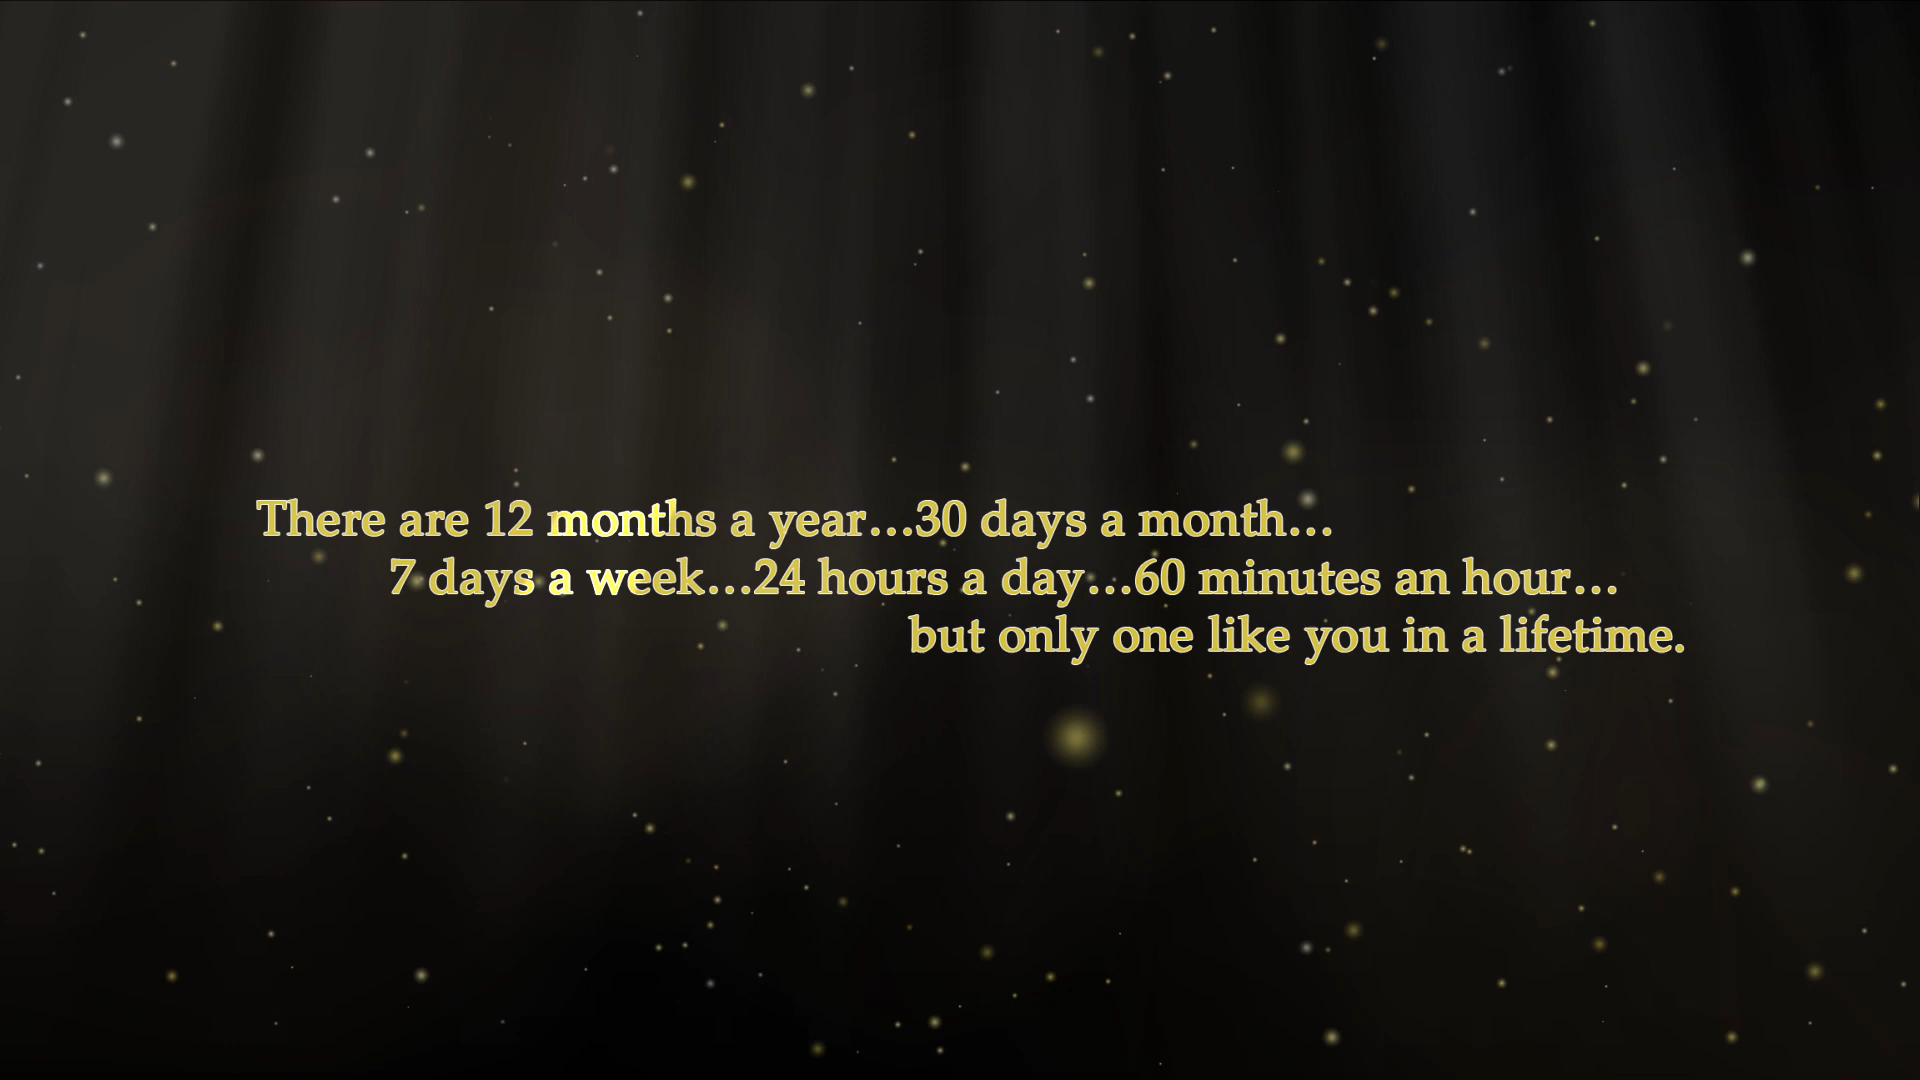 There are 12 months a year...30 days a month...
7 days a week...24 hours a day...60 minutes an hour...
but only one like you in a lifetime.